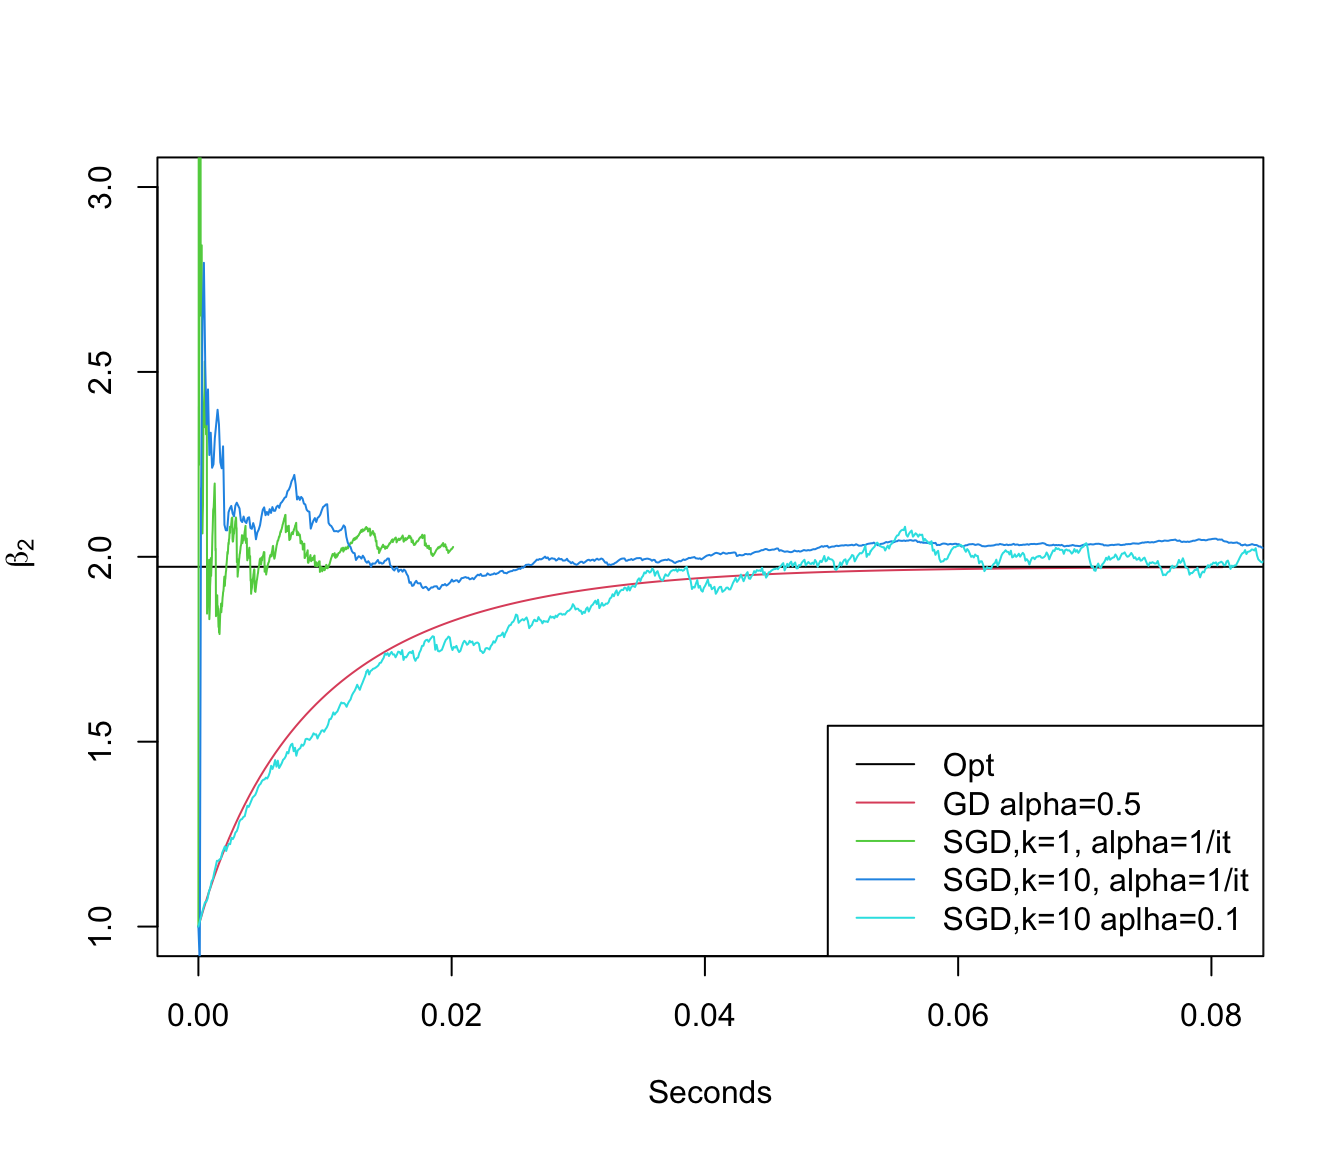 3.0
2.5
2.0
1.5
1.0
β2
0.00 0.02 0.04 0.06 0.08
Seconds
Opt
GD alpha=0.5
SGD,k=1, alpha=1/it
SGD,k=10, alpha=1/it
SGD,k=10 aplha=0.1